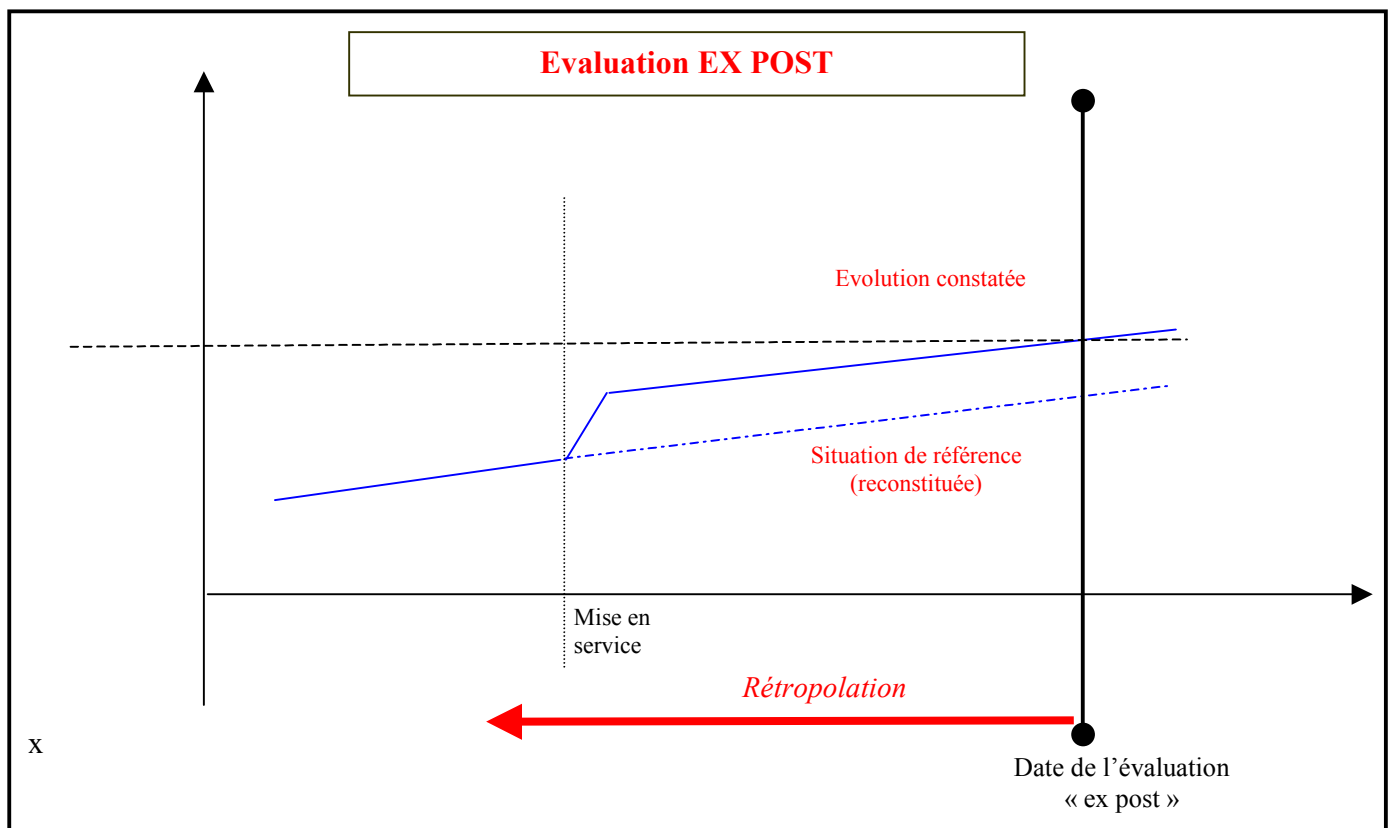 Evaluation EX POST
Evolution constatée
Situation de référence
(reconstituée)
Mise en
service
Rétropolation
x
Date de l’évaluation
« ex post »